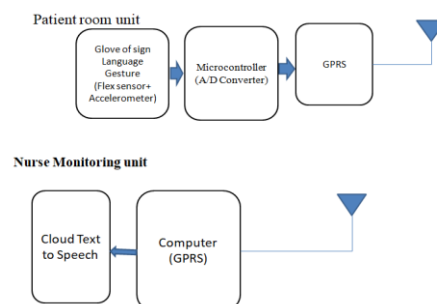 Patient room unit
Glove of sign
Language
Gesture
(Flex sensor+
Accelerometer)
Microcontroller
(A/D Converter)
GPRS
Nurse Monitoring unit
Cloud Text
to Speech
Computer
(GPRS)